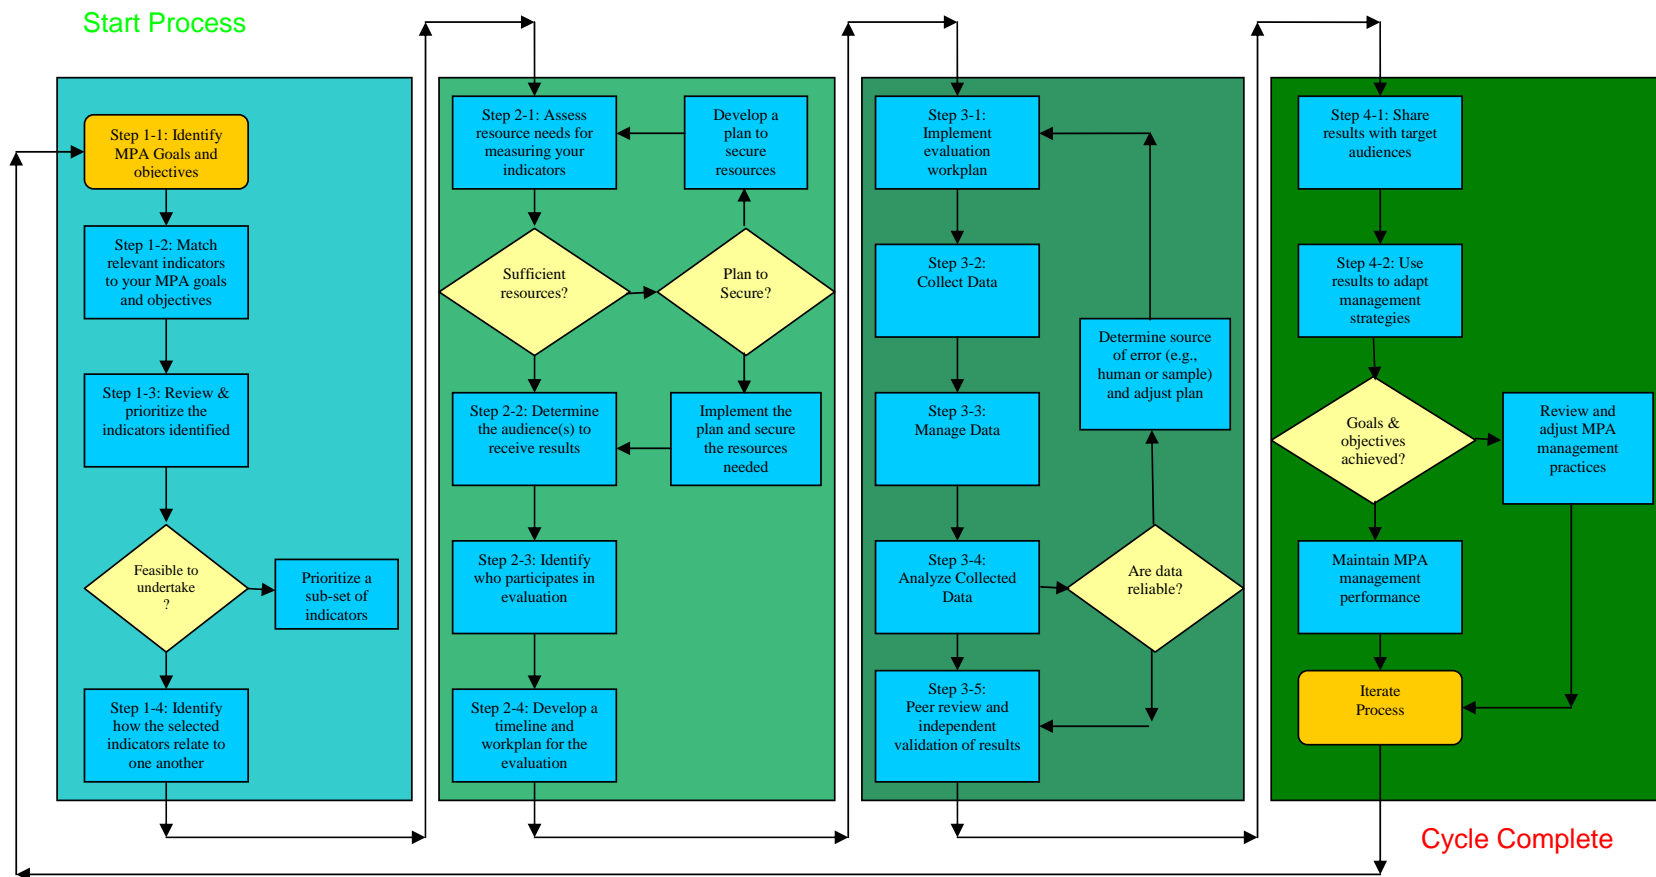 Start Process
Step 1-1: Identify
MPA Goals and
objectives
Step 1-2: Match
relevant indicators
to your MPA goals
and objectives
Step 1-3: Review &
prioritize the
indicators identified
Feasible to
undertake
?
Prioritize a
sub-set of
indicators
Step 1-4: Identify
how the selected
indicators relate to
one another
Step 2-1: Assess
resource needs for
measuring your
indicators
Develop a
plan to
secure
resources
Sufficient
resources?
Plan to
Secure?
Step 2-2: Determine
the audience(s) to
receive results
Implement the
plan and secure
the resources
needed
Step 2-3: Identify
who participates in
evaluation
Step 2-4: Develop a
timeline and
workplan for the
evaluation
Step 3-1:
Implement
evaluation
workplan
Step 3-2:
Collect Data
Determine source
of error (e.g.,
human or sample)
and adjust plan
Step 3-3:
Manage Data
Step 3-4:
Analyze Collected
Data
Are data
reliable?
Step 3-5:
Peer review and
independent
validation of results
Step 4-1: Share
results with target
audiences
Step 4-2: Use
results to adapt
management
strategies
Goals &
objectives
achieved?
Review and
adjust MPA
management
practices
Maintain MPA
management
performance
Iterate
Process
Cycle Complete